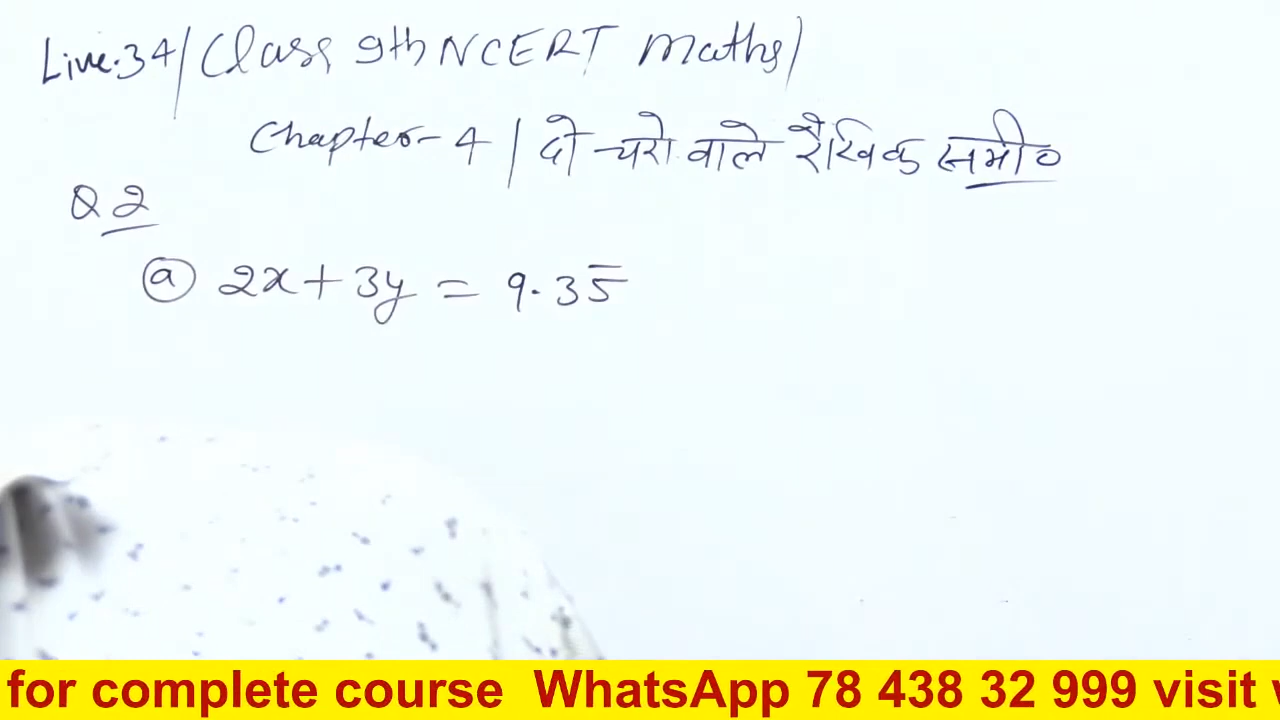 Live.34/Class 9th NCERT Maths/
Chapter-4/दो चरो वाले रैखिक समी०
Q 2
ⓐ 2x+3y = 9.35̅
for complete course WhatsApp 78 438 32 999 visit